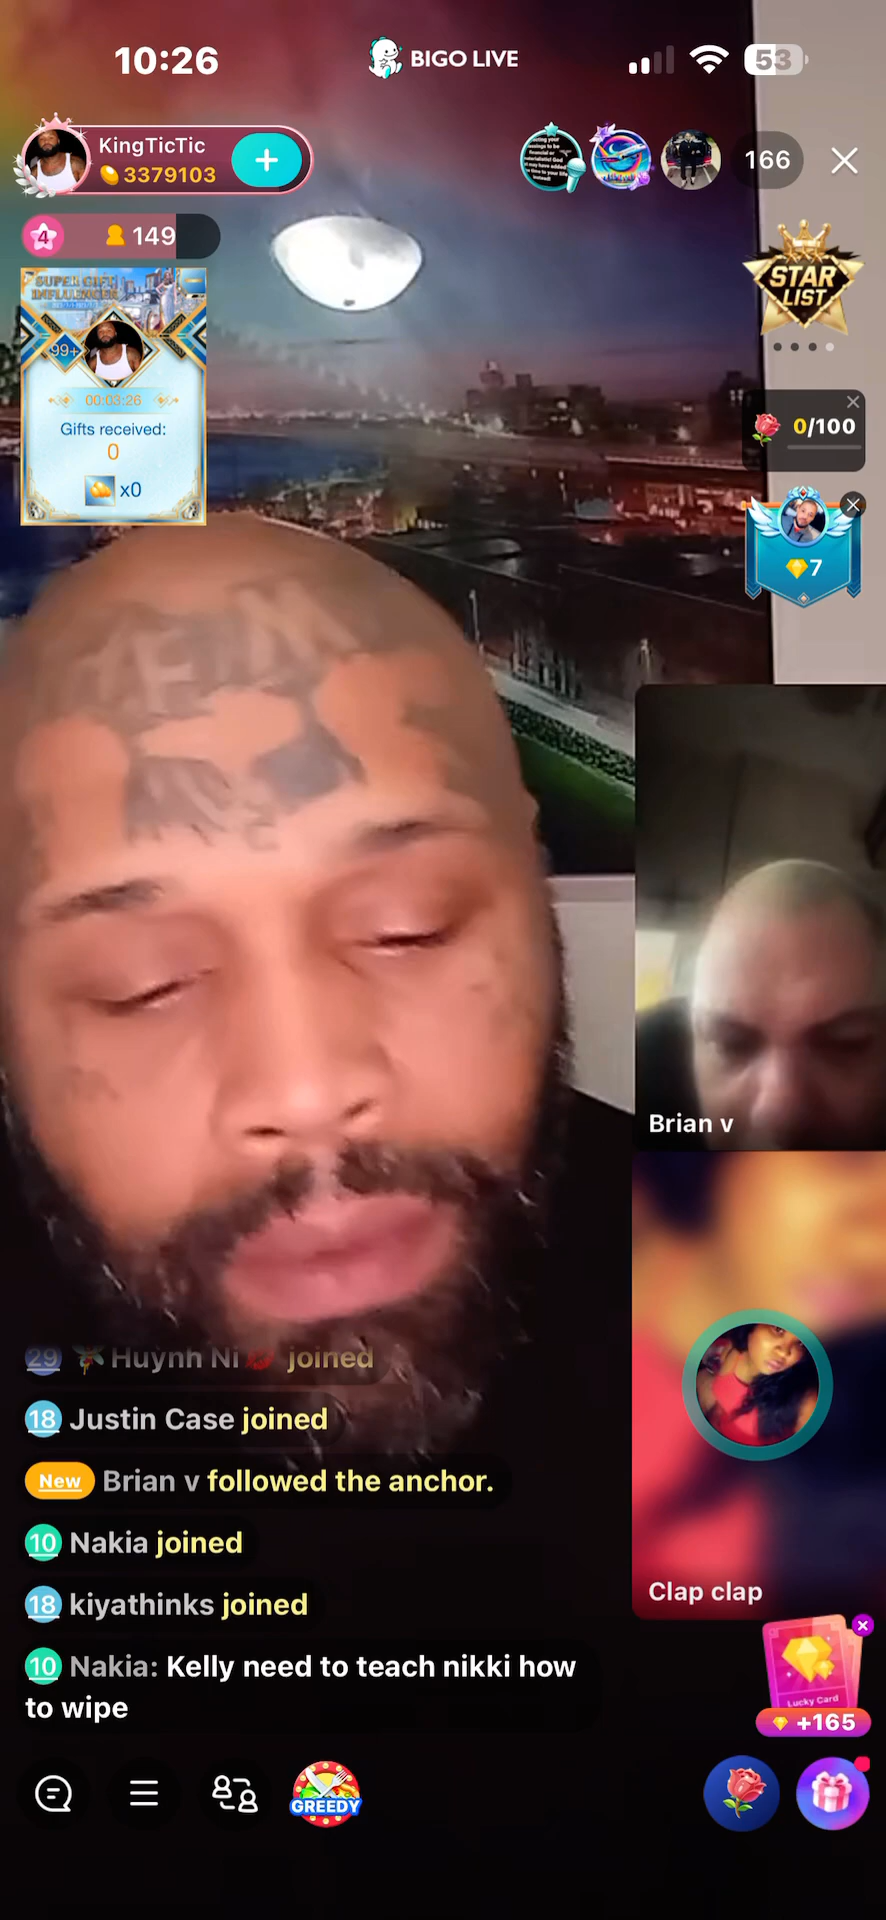 10:26
BIGO LIVE
53
KingTicTic
3379103
166
4
149
SUPER GIFT
INFLUENCER
STAR
LIST
99+
00:03:26
Gifts received:
0
x0
0/100
7
Brian v
29 Huynh Ni joined
18 Justin Case joined
New Brian v followed the anchor.
10 Nakia joined
18 kiyathinks joined
10 Nakia: Kelly need to teach nikki how
to wipe
Clap clap
Lucky Card
+165
GREEDY